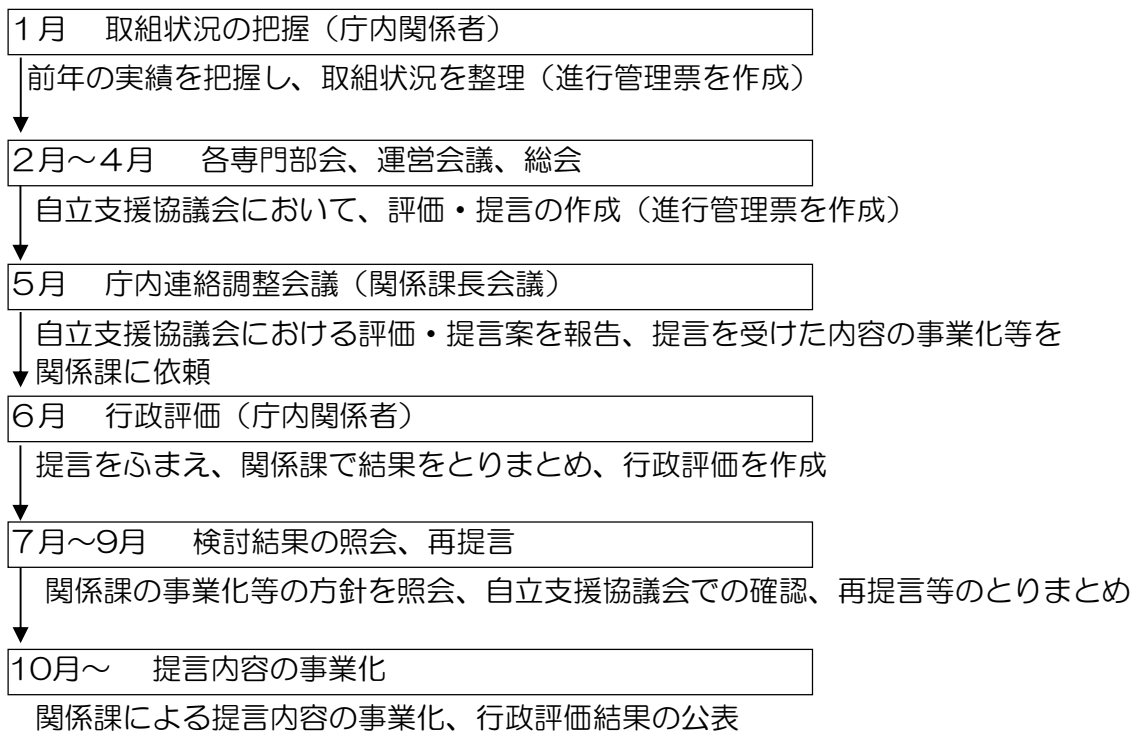 １月　取組状況の把握（庁内関係者）
前年の実績を把握し、取組状況を整理（進行管理票を作成）
２月～４月　各専門部会、運営会議、総会
自立支援協議会において、評価・提言の作成（進行管理票を作成）
５月　庁内連絡調整会議（関係課長会議）
自立支援協議会における評価・提言案を報告、提言を受けた内容の事業化等を
関係課に依頼
６月　行政評価（庁内関係者）
提言をふまえ、関係課で結果をとりまとめ、行政評価を作成
７月～９月　検討結果の照会、再提言
関係課の事業化等の方針を照会、自立支援協議会での確認、再提言等のとりまとめ
10月～　提言内容の事業化
関係課による提言内容の事業化、行政評価結果の公表